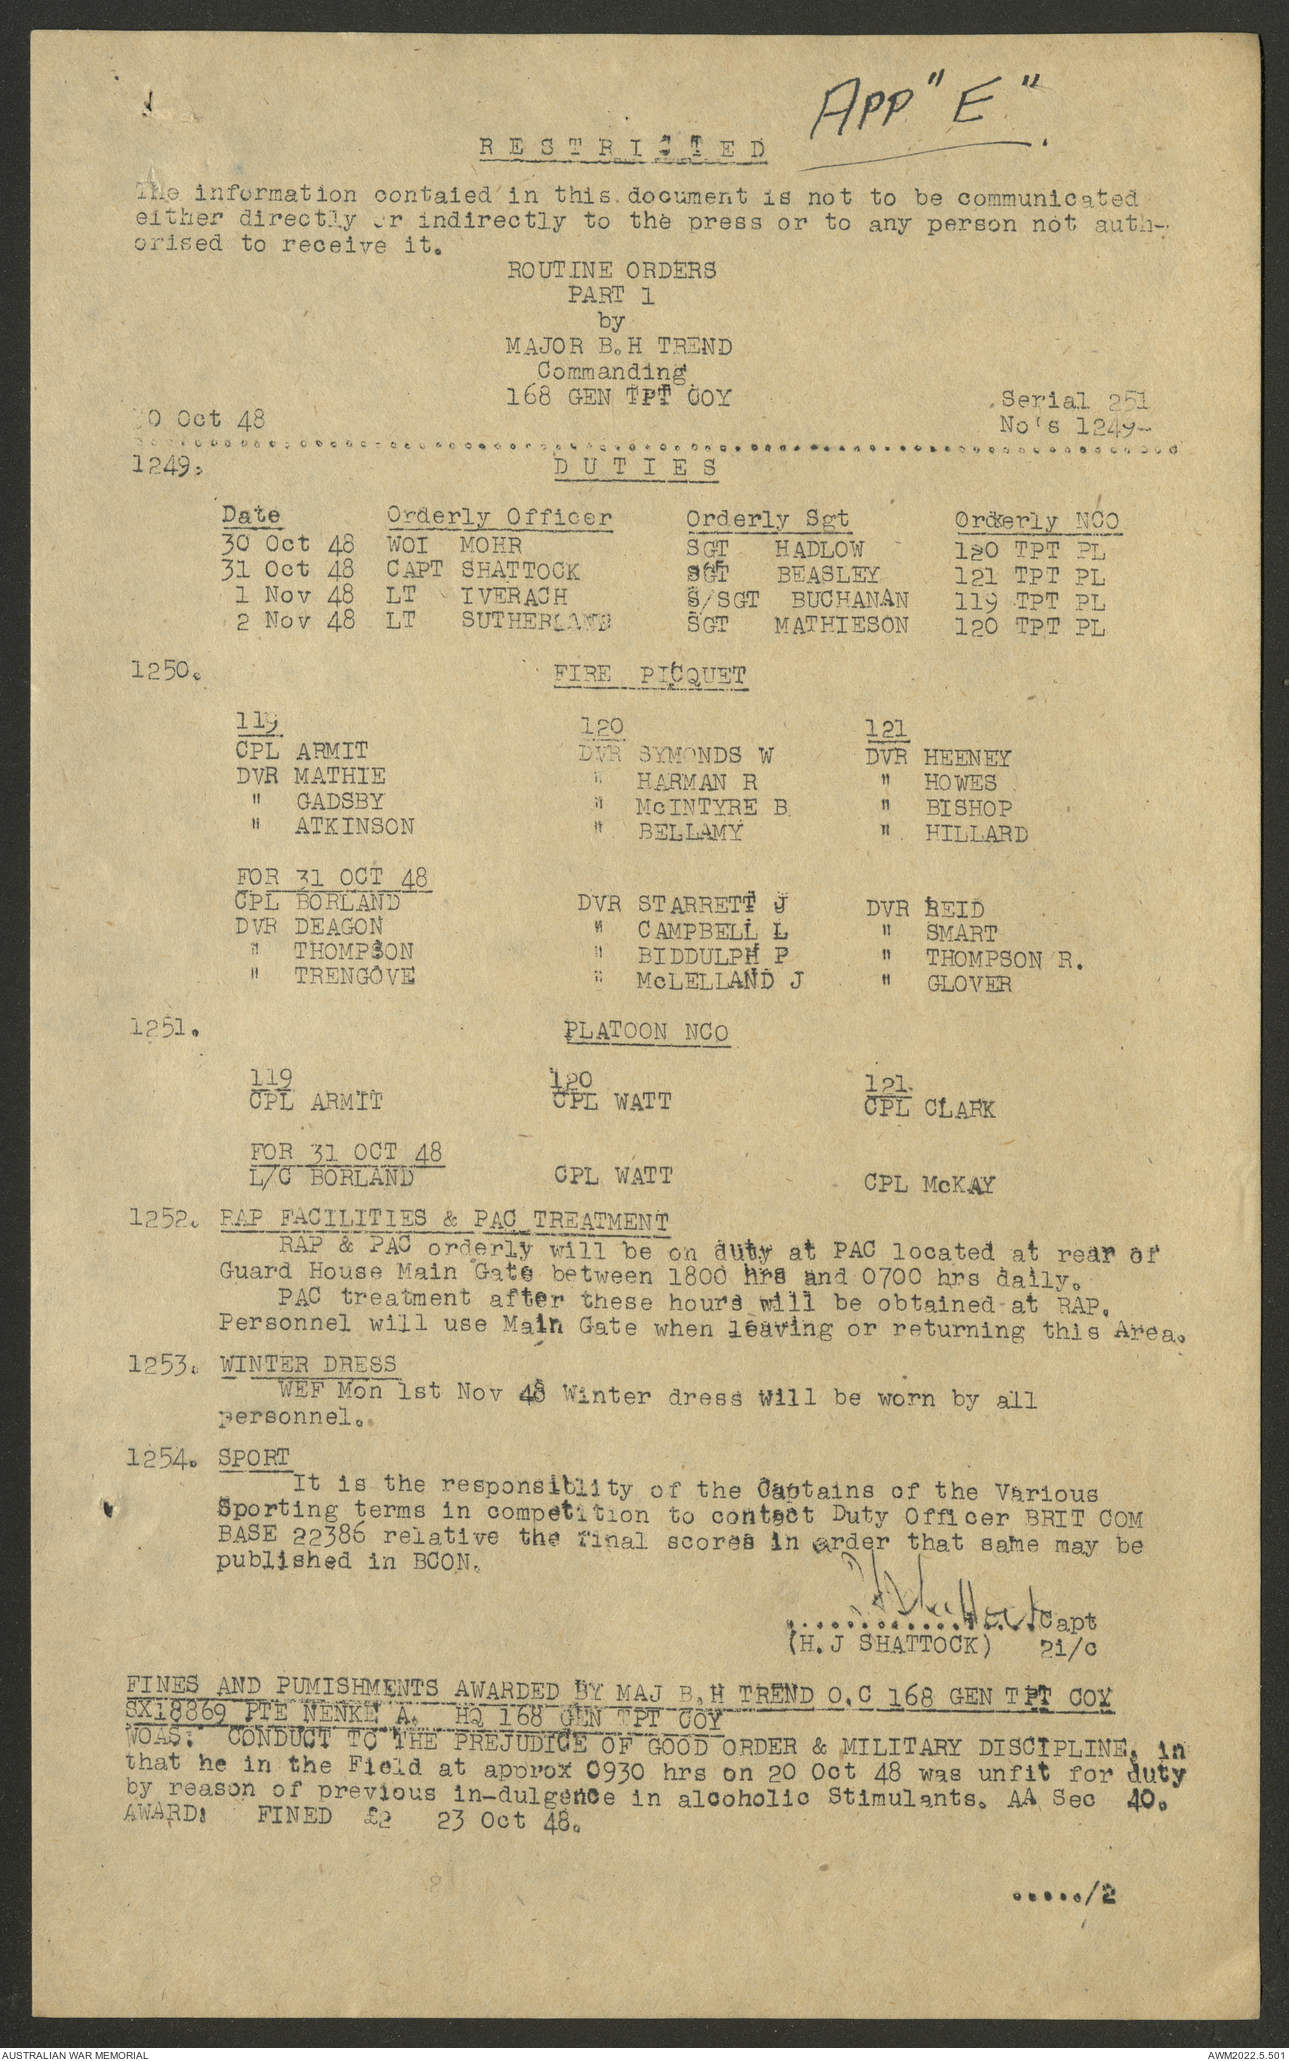 APP "E".
RESTRICTED
The information contaied in this document is not to be communicated
either directly or indirectly to the press or to any person not auth-
orised to receive it.
ROUTINE ORDERS
PART 1
by
MAJOR B.H TREND
Commanding
168 GEN TPT COY
Serial 251
30 Oct 48
No's 1249-
1249. DUTIES
Date Orderly Officer Orderly Sgt Orderly NCO
30 Oct 48 WOI MOHR SGT HADLOW 120 TPT PL
31 Oct 48 CAPT SHATTOCK SGT BEASLEY 121 TPT PL
1 Nov 48 LT IVERACH S/SGT BUCHANAN 119 TPT PL
2 Nov 48 LT SUTHERLAND SGT MATHIESON 120 TPT PL
1250. FIRE PICQUET
119 120 121
CPL ARMIT DVR SYMONDS W DVR HEENEY
DVR MATHIE " HARMAN R " HOWES
" GADSBY " McINTYRE B " BISHOP
" ATKINSON " BELLAMY " HILLARD
FOR 31 OCT 48
CPL BORLAND DVR STARRETT J DVR REID
DVR DEAGON " CAMPBELL L " SMART
" THOMPSON " BIDDULPH P " THOMPSON R.
" TRENGOVE " McLELLAND J " GLOVER
1251. PLATOON NCO
119 120 121
CPL ARMIT CPL WATT CPL CLARK
FOR 31 OCT 48
L/C BORLAND CPL WATT CPL McKAY
1252. RAP FACILITIES & PAC TREATMENT
RAP & PAC orderly will be on duty at PAC located at rear of
Guard House Main Gate between 1800 hrs and 0700 hrs daily.
PAC treatment after these hours will be obtained at RAP.
Personnel will use Main Gate when leaving or returning this Area.
1253. WINTER DRESS
WEF Mon 1st Nov 48 Winter dress will be worn by all
personnel.
1254. SPORT
It is the responsiblity of the Captains of the Various
Sporting terms in competition to contact Duty Officer BRIT COM
BASE 22386 relative the final scores in order that same may be
published in BCON.
H J Shattock
.................Capt
(H.J SHATTOCK) 2i/c
FINES AND PUMISHMENTS AWARDED BY MAJ B.H TREND O.C 168 GEN TPT COY
SX18869 PTE NENKE A. HQ 168 GEN TPT COY
WOAS: CONDUCT TO THE PREJUDICE OF GOOD ORDER & MILITARY DISCIPLINE, in
that he in the Field at approx 0930 hrs on 20 Oct 48 was unfit for duty
by reason of previous in-dulgence in alcoholic Stimulants. AA Sec 40.
AWARD: FINED £2 23 Oct 48.
...../2
AUSTRALIAN WAR MEMORIAL AWM2022.5.501